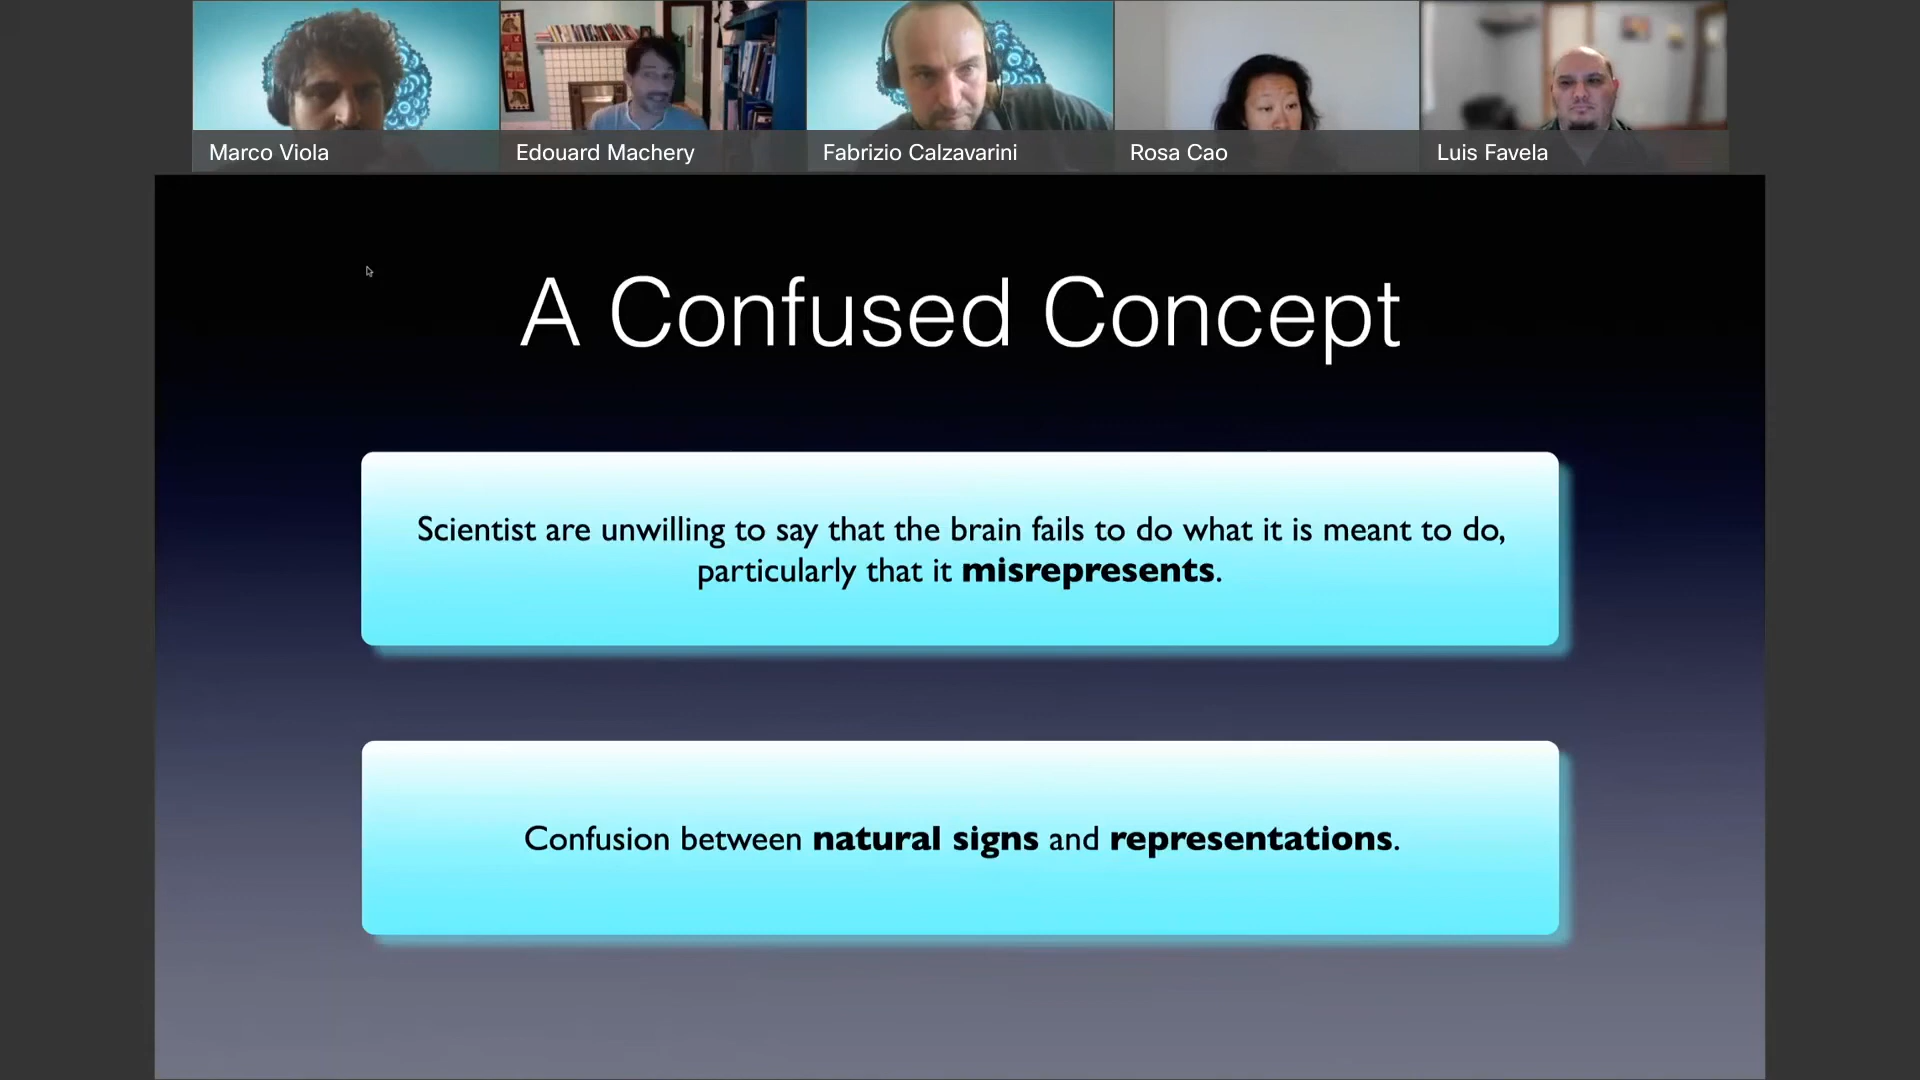 Marco Viola
Edouard Machery
Fabrizio Calzavarini
Rosa Cao
Luis Favela
A Confused Concept
Scientist are unwilling to say that the brain fails to do what it is meant to do,
particularly that it misrepresents.
Confusion between natural signs and representations.